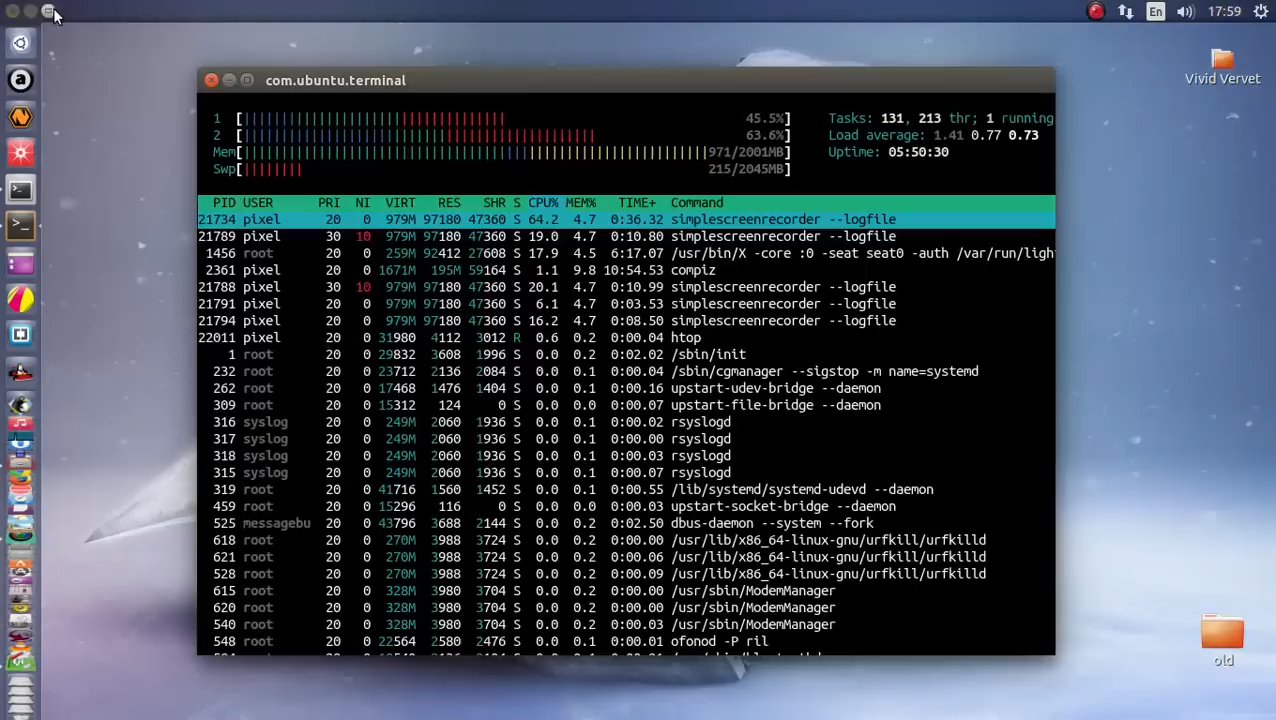 En 17:59
Vivid Vervet
com.ubuntu.terminal
1 [ 45.5%] Tasks: 131, 213 thr; 1 running
2 [ 63.6%] Load average: 1.41 0.77 0.73
Mem[ 971/2001MB] Uptime: 05:50:30
Swp[ 215/2045MB]
PID USER PRI NI VIRT RES SHR S CPU% MEM% TIME+ Command
21734 pixel 20 0 979M 97180 47360 S 64.2 4.7 0:36.32 simplescreenrecorder --logfile
21789 pixel 30 10 979M 97180 47360 S 19.0 4.7 0:10.80 simplescreenrecorder --logfile
1456 root 20 0 259M 92412 27608 S 17.9 4.5 6:17.07 /usr/bin/X -core :0 -seat seat0 -auth /var/run/ligh
2361 pixel 20 0 1671M 195M 59164 S 1.1 9.8 10:54.53 compiz
21788 pixel 30 10 979M 97180 47360 S 20.1 4.7 0:10.99 simplescreenrecorder --logfile
21791 pixel 20 0 979M 97180 47360 S 6.1 4.7 0:03.53 simplescreenrecorder --logfile
21794 pixel 20 0 979M 97180 47360 S 16.2 4.7 0:08.50 simplescreenrecorder --logfile
22011 pixel 20 0 31980 4112 3012 R 0.6 0.2 0:00.04 htop
1 root 20 0 29832 3608 1996 S 0.0 0.2 0:02.02 /sbin/init
232 root 20 0 23712 2136 2084 S 0.0 0.1 0:00.04 /sbin/cgmanager --sigstop -m name=systemd
262 root 20 0 17468 1476 1404 S 0.0 0.1 0:00.16 upstart-udev-bridge --daemon
309 root 20 0 15312 124 0 S 0.0 0.0 0:00.07 upstart-file-bridge --daemon
316 syslog 20 0 249M 2060 1936 S 0.0 0.1 0:00.02 rsyslogd
317 syslog 20 0 249M 2060 1936 S 0.0 0.1 0:00.00 rsyslogd
318 syslog 20 0 249M 2060 1936 S 0.0 0.1 0:00.03 rsyslogd
315 syslog 20 0 249M 2060 1936 S 0.0 0.1 0:00.07 rsyslogd
319 root 20 0 41716 1560 1452 S 0.0 0.1 0:00.55 /lib/systemd/systemd-udevd --daemon
459 root 20 0 15296 116 0 S 0.0 0.0 0:00.03 upstart-socket-bridge --daemon
525 messagebu 20 0 43796 3688 2144 S 0.0 0.2 0:02.50 dbus-daemon --system --fork
618 root 20 0 270M 3988 3724 S 0.0 0.2 0:00.00 /usr/lib/x86_64-linux-gnu/urfkill/urfkilld
621 root 20 0 270M 3988 3724 S 0.0 0.2 0:00.06 /usr/lib/x86_64-linux-gnu/urfkill/urfkilld
528 root 20 0 270M 3988 3724 S 0.0 0.2 0:00.09 /usr/lib/x86_64-linux-gnu/urfkill/urfkilld
615 root 20 0 328M 3980 3704 S 0.0 0.2 0:00.00 /usr/sbin/ModemManager
620 root 20 0 328M 3980 3704 S 0.0 0.2 0:00.00 /usr/sbin/ModemManager
540 root 20 0 328M 3980 3704 S 0.0 0.2 0:00.03 /usr/sbin/ModemManager
548 root 20 0 22564 2580 2476 S 0.0 0.1 0:00.01 ofonod -P ril
old